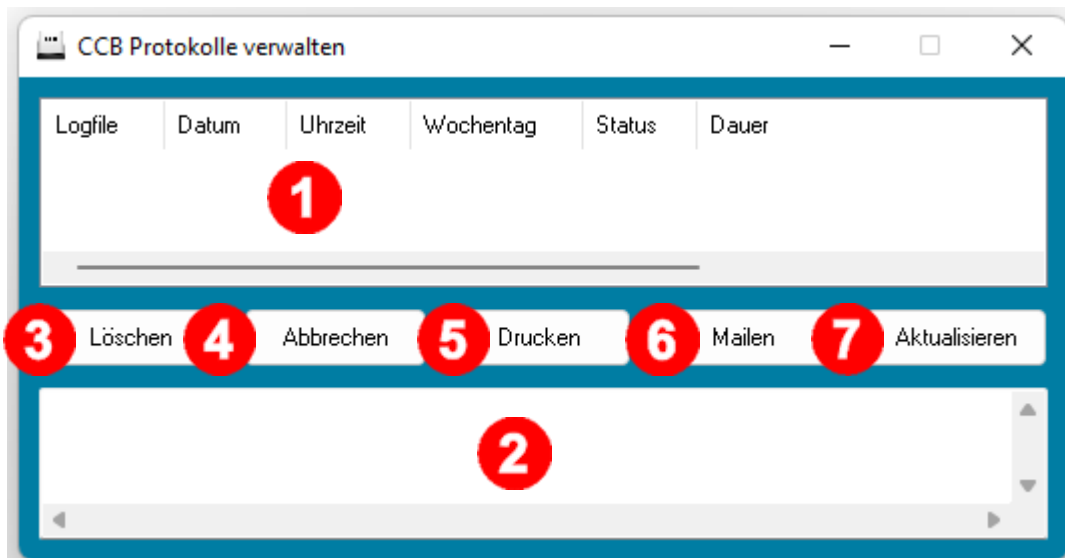 CCB Protokolle verwalten
Logfile Datum Uhrzeit Wochentag Status Dauer
1
3 Löschen 4 Abbrechen 5 Drucken 6 Mailen 7 Aktualisieren
2